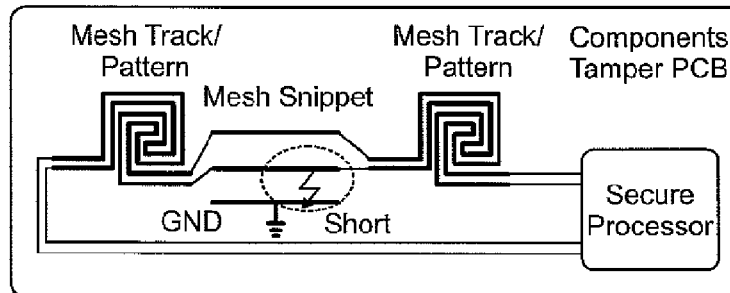 Mesh Track/
Pattern
Mesh Track/
Pattern
Components
Tamper PCB
Mesh Snippet
GND
Short
Secure
Processor